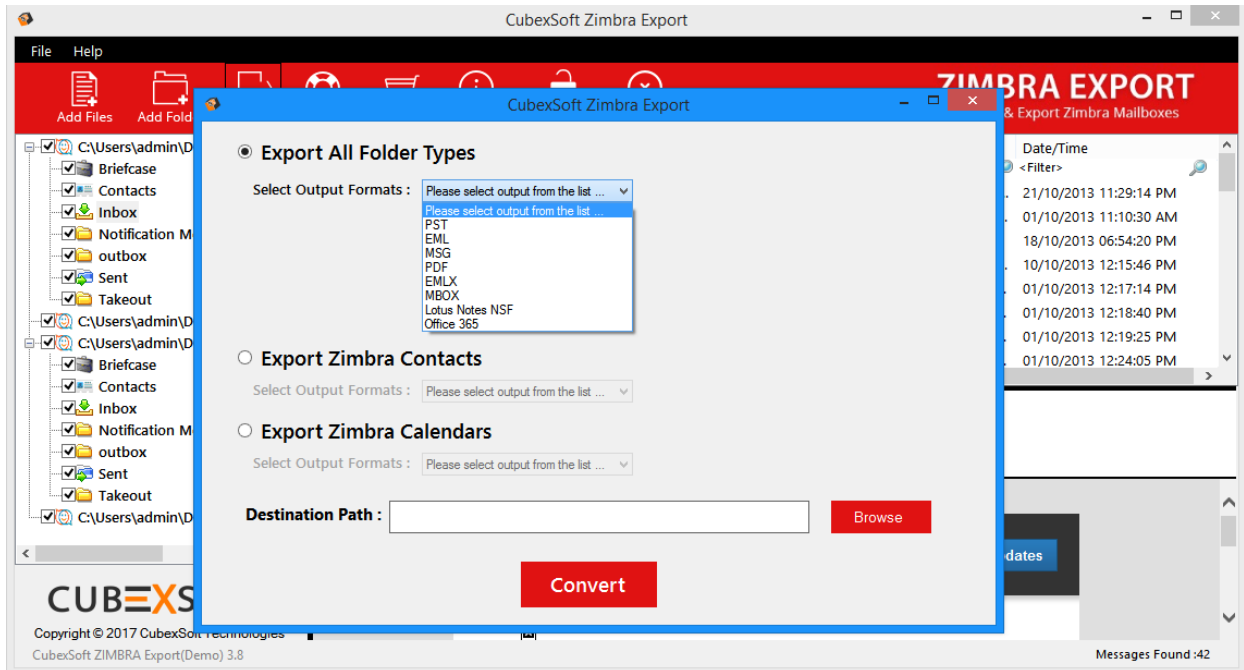 CubexSoft Zimbra Export
File Help
Add Files
ZIMBRA EXPORT
& Export Zimbra Mailboxes
C:\Users\admin\D
Briefcase
Contacts
Inbox
Notification M
outbox
Sent
Takeout
C:\Users\admin\D
C:\Users\admin\D
Briefcase
Contacts
Inbox
Notification M
outbox
Sent
Takeout
C:\Users\admin\D
CubexSoft Zimbra Export
Export All Folder Types
Select Output Formats : Please select output from the list ...
Please select output from the list ...
PST
EML
MSG
PDF
EMLX
MBOX
Lotus Notes NSF
Office 365
Export Zimbra Contacts
Select Output Formats : Please select output from the list ...
Export Zimbra Calendars
Select Output Formats : Please select output from the list ...
Destination Path : Browse
Convert
Date/Time
<Filter>
21/10/2013 11:29:14 PM
01/10/2013 11:10:30 AM
18/10/2013 06:54:20 PM
10/10/2013 12:15:46 PM
01/10/2013 12:17:14 PM
01/10/2013 12:18:40 PM
01/10/2013 12:19:25 PM
01/10/2013 12:24:05 PM
dates
CUBEXS
Copyright © 2017 CubexSoft Technologies
CubexSoft ZIMBRA Export(Demo) 3.8
Messages Found :42